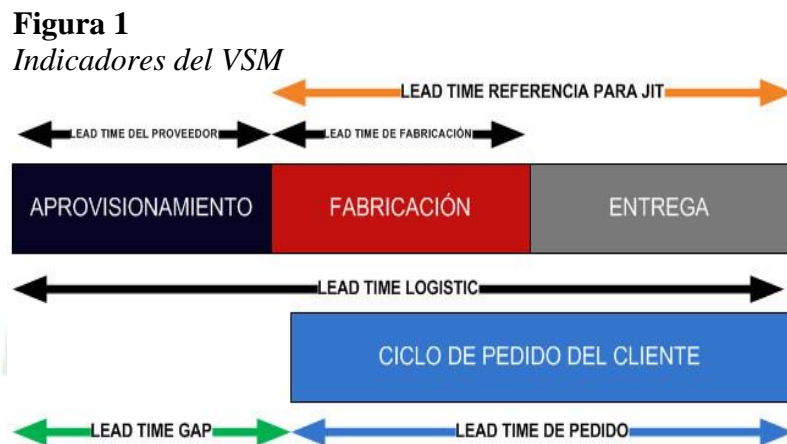 Figura 1
Indicadores del VSM
LEAD TIME REFERENCIA PARA JIT
LEAD TIME DEL PROVEEDOR LEAD TIME DE FABRICACIÓN
APROVISIONAMIENTO FABRICACIÓN ENTREGA
LEAD TIME LOGISTIC
CICLO DE PEDIDO DEL CLIENTE
LEAD TIME GAP LEAD TIME DE PEDIDO